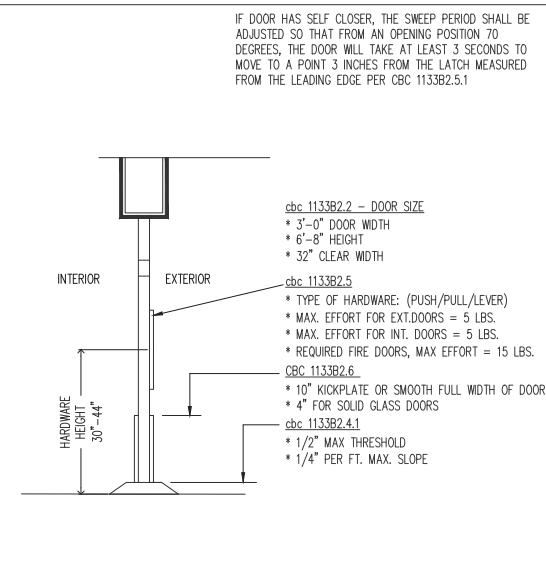 IF DOOR HAS SELF CLOSER, THE SWEEP PERIOD SHALL BE
ADJUSTED SO THAT FROM AN OPENING POSITION 70
DEGREES, THE DOOR WILL TAKE AT LEAST 3 SECONDS TO
MOVE TO A POINT 3 INCHES FROM THE LATCH MEASURED
FROM THE LEADING EDGE PER CBC 1133B2.5.1
cbc 1133B2.2 – DOOR SIZE
* 3'-0" DOOR WIDTH
* 6'-8" HEIGHT
* 32" CLEAR WIDTH
INTERIOR
EXTERIOR
cbc 1133B2.5
* TYPE OF HARDWARE: (PUSH/PULL/LEVER)
* MAX. EFFORT FOR EXT.DOORS = 5 LBS.
* MAX. EFFORT FOR INT. DOORS = 5 LBS.
* REQUIRED FIRE DOORS, MAX EFFORT = 15 LBS.
CBC 1133B2.6
* 10" KICKPLATE OR SMOOTH FULL WIDTH OF DOOR
* 4" FOR SOLID GLASS DOORS
cbc 1133B2.4.1
* 1/2" MAX THRESHOLD
* 1/4" PER FT. MAX. SLOPE
HARDWARE
HEIGHT
30"-44"